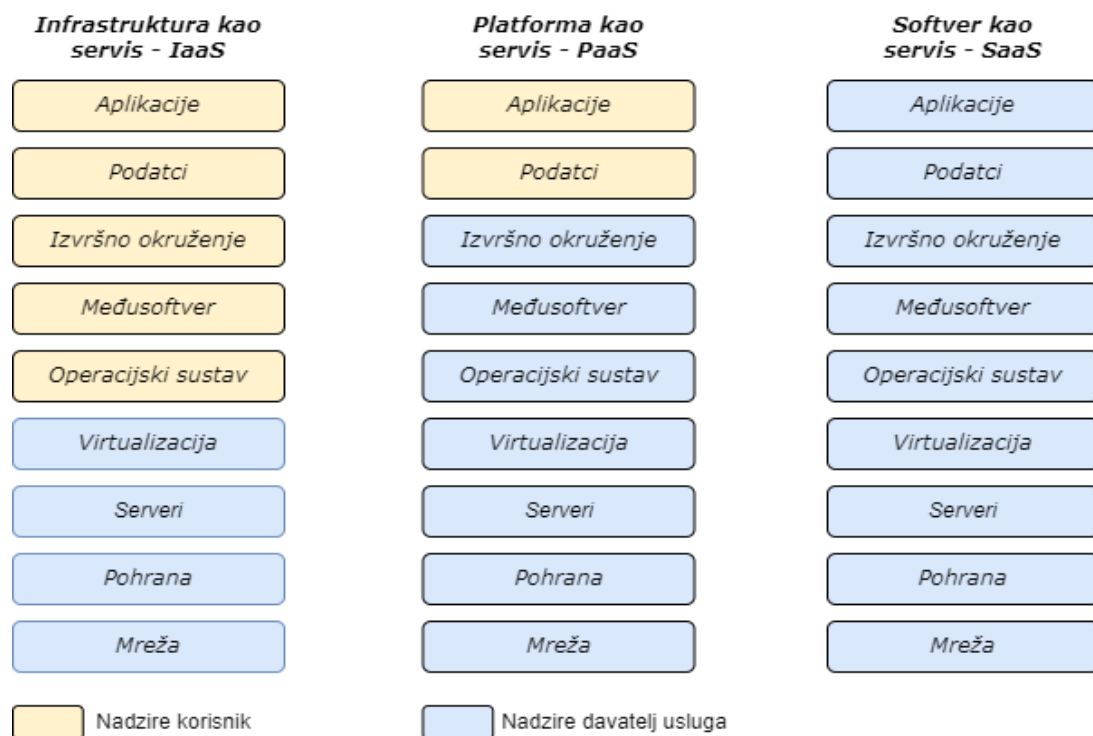 Infrastruktura kao
servis - IaaS
Aplikacije
Podatci
Izvršno okruženje
Međusoftver
Operacijski sustav
Virtualizacija
Serveri
Pohrana
Mreža
Platforma kao
servis - PaaS
Aplikacije
Podatci
Izvršno okruženje
Međusoftver
Operacijski sustav
Virtualizacija
Serveri
Pohrana
Mreža
Softver kao
servis - SaaS
Aplikacije
Podatci
Izvršno okruženje
Međusoftver
Operacijski sustav
Virtualizacija
Serveri
Pohrana
Mreža
Nadzire korisnik
Nadzire davatelj usluga